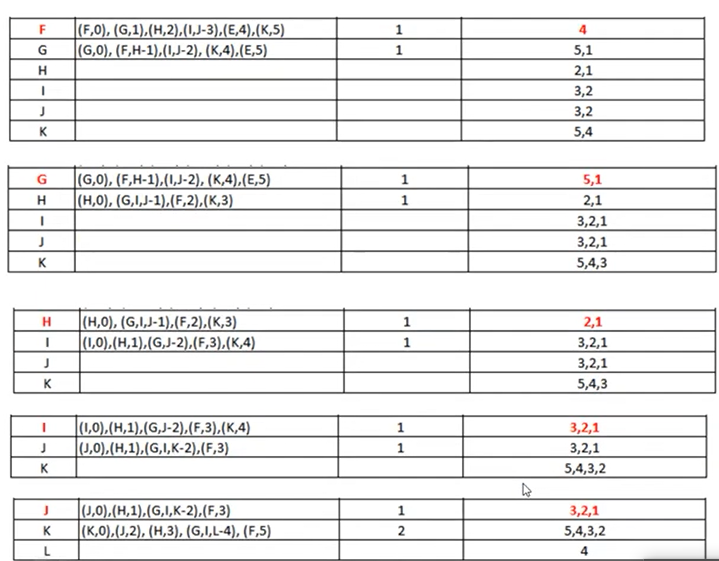 F (F,0), (G,1),(H,2),(I,J-3),(E,4),(K,5) 1 4
G (G,0), (F,H-1),(I,J-2), (K,4),(E,5) 1 5,1
H 2,1
I 3,2
J 3,2
K 5,4
G (G,0), (F,H-1),(I,J-2), (K,4),(E,5) 1 5,1
H (H,0), (G,I,J-1),(F,2),(K,3) 1 2,1
I 3,2,1
J 3,2,1
K 5,4,3
H (H,0), (G,I,J-1),(F,2),(K,3) 1 2,1
I (I,0),(H,1),(G,J-2),(F,3),(K,4) 1 3,2,1
J 3,2,1
K 5,4,3
I (I,0),(H,1),(G,J-2),(F,3),(K,4) 1 3,2,1
J (J,0),(H,1),(G,I,K-2),(F,3) 1 3,2,1
K 5,4,3,2
J (J,0),(H,1),(G,I,K-2),(F,3) 1 3,2,1
K (K,0),(J,2), (H,3), (G,I,L-4), (F,5) 2 5,4,3,2
L 4